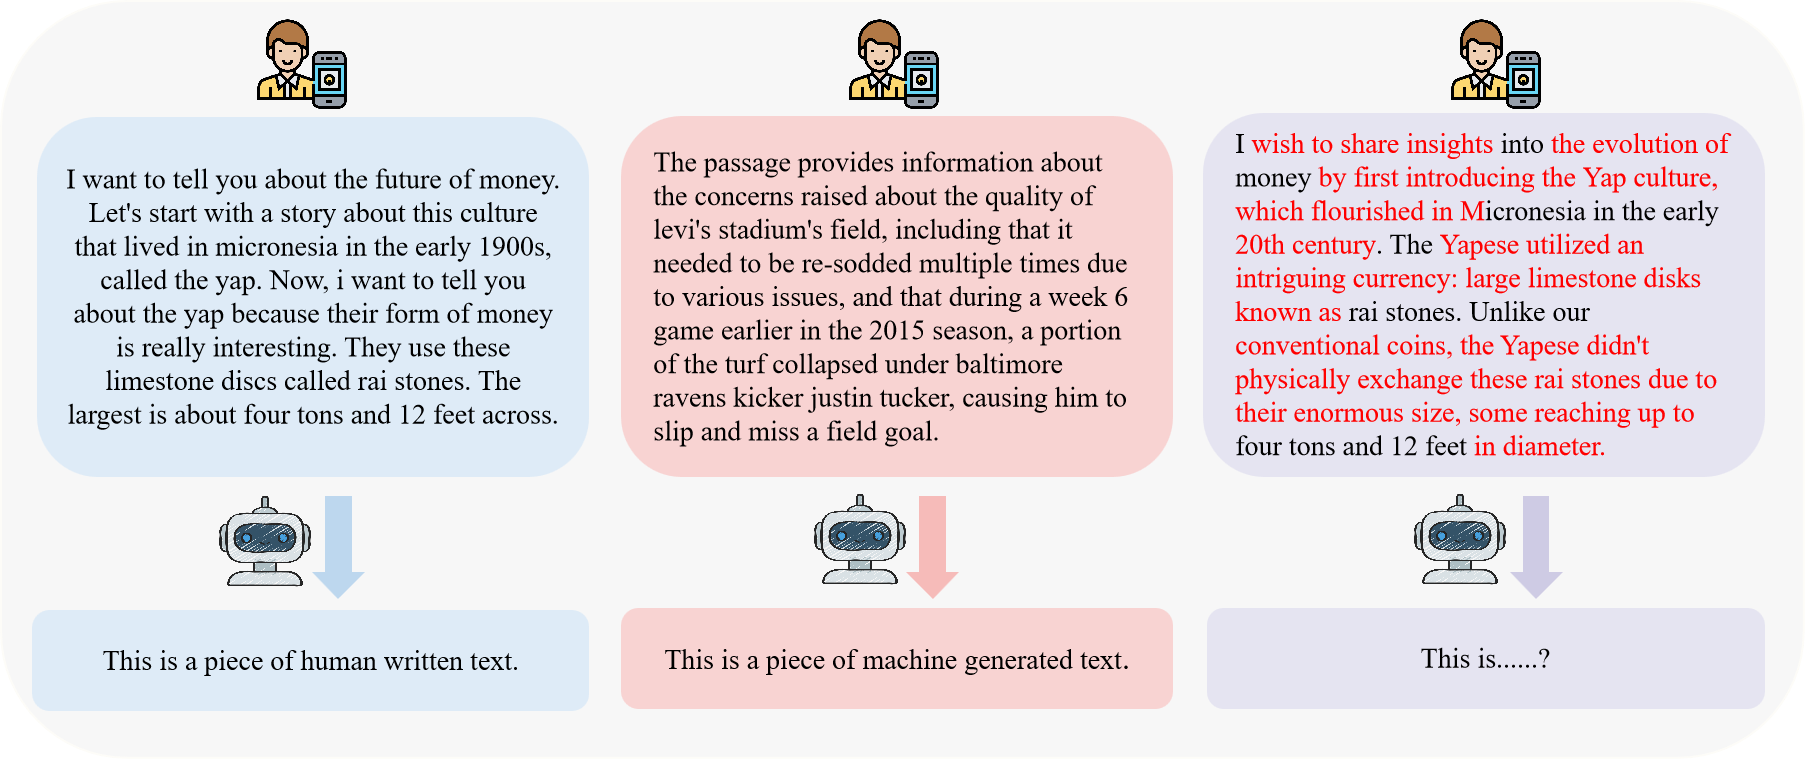 I want to tell you about the future of money.
Let's start with a story about this culture
that lived in micronesia in the early 1900s,
called the yap. Now, i want to tell you
about the yap because their form of money
is really interesting. They use these
limestone discs called rai stones. The
largest is about four tons and 12 feet across.
The passage provides information about
the concerns raised about the quality of
levi's stadium's field, including that it
needed to be re-sodded multiple times due
to various issues, and that during a week 6
game earlier in the 2015 season, a portion
of the turf collapsed under baltimore
ravens kicker justin tucker, causing him to
slip and miss a field goal.
I wish to share insights into the evolution of
money by first introducing the Yap culture,
which flourished in Micronesia in the early
20th century. The Yapese utilized an
intriguing currency: large limestone disks
known as rai stones. Unlike our
conventional coins, the Yapese didn't
physically exchange these rai stones due to
their enormous size, some reaching up to
four tons and 12 feet in diameter.
This is a piece of human written text.
This is a piece of machine generated text.
This is......?